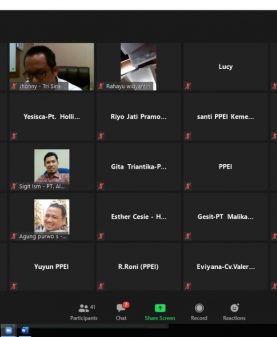 Jhonny - Tri Sina...
Rahayu widyantin...
Lucy
Yesisca-Pt. Holli...
Riyo Jati Pramo...
santi PPEI Keme...
Sigit Ism - PT. Al...
Gita Triantika-P...
PPEI
Agung purwo s -...
Esther Cesie - H...
Gesit-PT Malika...
Yuyun PPEI
R.Roni (PPEI)
Eviyana-Cv.Valer...
41
Participants
Chat
Share Screen
Record
Reactions